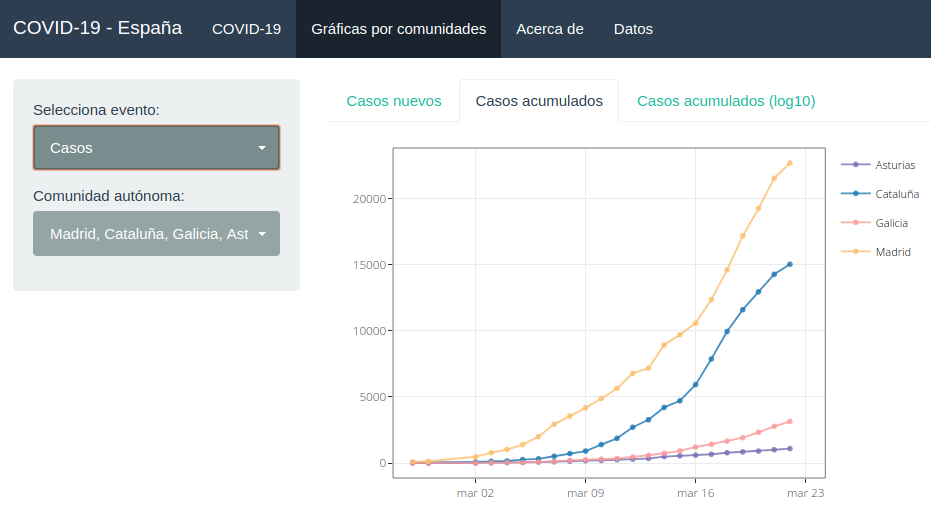 COVID-19 - España
COVID-19
Gráficas por comunidades
Acerca de
Datos
Selecciona evento:
Casos
Comunidad autónoma:
Madrid, Cataluña, Galicia, Ast
Casos nuevos
Casos acumulados
Casos acumulados (log10)
20000
15000
10000
5000
0
mar 02
mar 09
mar 16
mar 23
Asturias
Cataluña
Galicia
Madrid